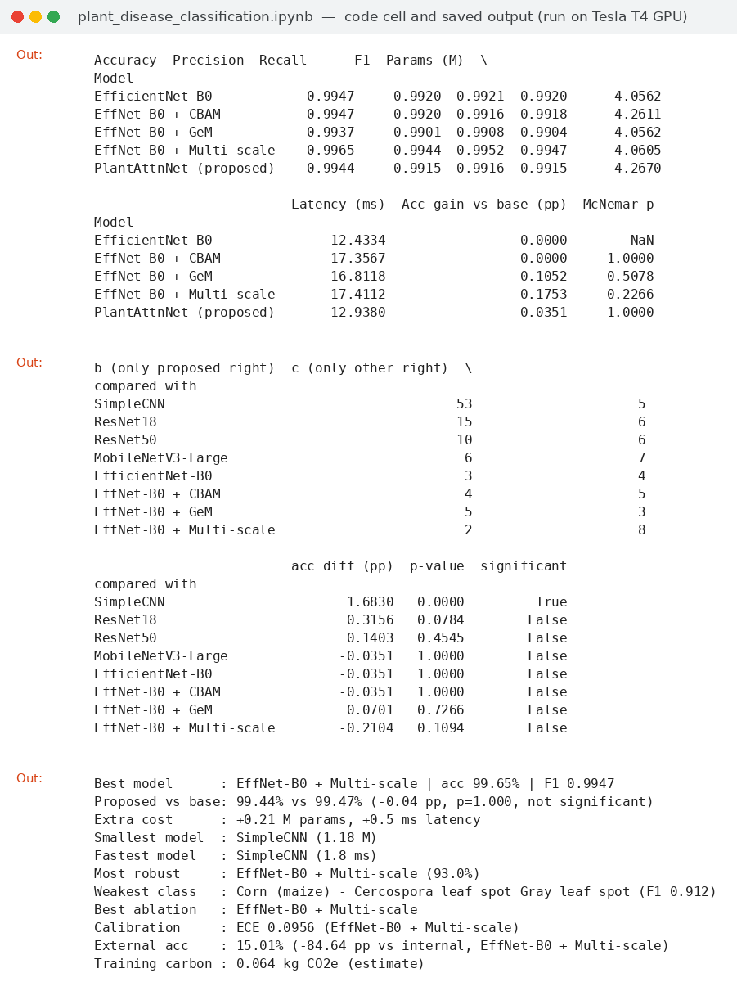 plant_disease_classification.ipynb — code cell and saved output (run on Tesla T4 GPU)
Out:
Accuracy  Precision  Recall      F1  Params (M)  \
Model
EfficientNet-B0            0.9947     0.9920  0.9921  0.9920      4.0562
EffNet-B0 + CBAM           0.9947     0.9920  0.9916  0.9918      4.2611
EffNet-B0 + GeM            0.9937     0.9901  0.9908  0.9904      4.0562
EffNet-B0 + Multi-scale    0.9965     0.9944  0.9952  0.9947      4.0605
PlantAttnNet (proposed)    0.9944     0.9915  0.9916  0.9915      4.2670
Latency (ms)  Acc gain vs base (pp)  McNemar p
Model
EfficientNet-B0               12.4334                 0.0000        NaN
EffNet-B0 + CBAM              17.3567                 0.0000     1.0000
EffNet-B0 + GeM               16.8118                -0.1052     0.5078
EffNet-B0 + Multi-scale       17.4112                 0.1753     0.2266
PlantAttnNet (proposed)       12.9380                -0.0351     1.0000
Out:
b (only proposed right)  c (only other right)  \
compared with
SimpleCNN                                     53                     5
ResNet18                                      15                     6
ResNet50                                      10                     6
MobileNetV3-Large                              6                     7
EfficientNet-B0                                3                     4
EffNet-B0 + CBAM                               4                     5
EffNet-B0 + GeM                                5                     3
EffNet-B0 + Multi-scale                        2                     8
acc diff (pp)  p-value  significant
compared with
SimpleCNN                       1.6830   0.0000         True
ResNet18                        0.3156   0.0784        False
ResNet50                        0.1403   0.4545        False
MobileNetV3-Large              -0.0351   1.0000        False
EfficientNet-B0                -0.0351   1.0000        False
EffNet-B0 + CBAM               -0.0351   1.0000        False
EffNet-B0 + GeM                 0.0701   0.7266        False
EffNet-B0 + Multi-scale        -0.2104   0.1094        False
Out:
Best model      : EffNet-B0 + Multi-scale | acc 99.65% | F1 0.9947
Proposed vs base: 99.44% vs 99.47% (-0.04 pp, p=1.000, not significant)
Extra cost      : +0.21 M params, +0.5 ms latency
Smallest model  : SimpleCNN (1.18 M)
Fastest model   : SimpleCNN (1.8 ms)
Most robust     : EffNet-B0 + Multi-scale (93.0%)
Weakest class   : Corn (maize) - Cercospora leaf spot Gray leaf spot (F1 0.912)
Best ablation   : EffNet-B0 + Multi-scale
Calibration     : ECE 0.0956 (EffNet-B0 + Multi-scale)
External acc    : 15.01% (-84.64 pp vs internal, EffNet-B0 + Multi-scale)
Training carbon : 0.064 kg CO2e (estimate)